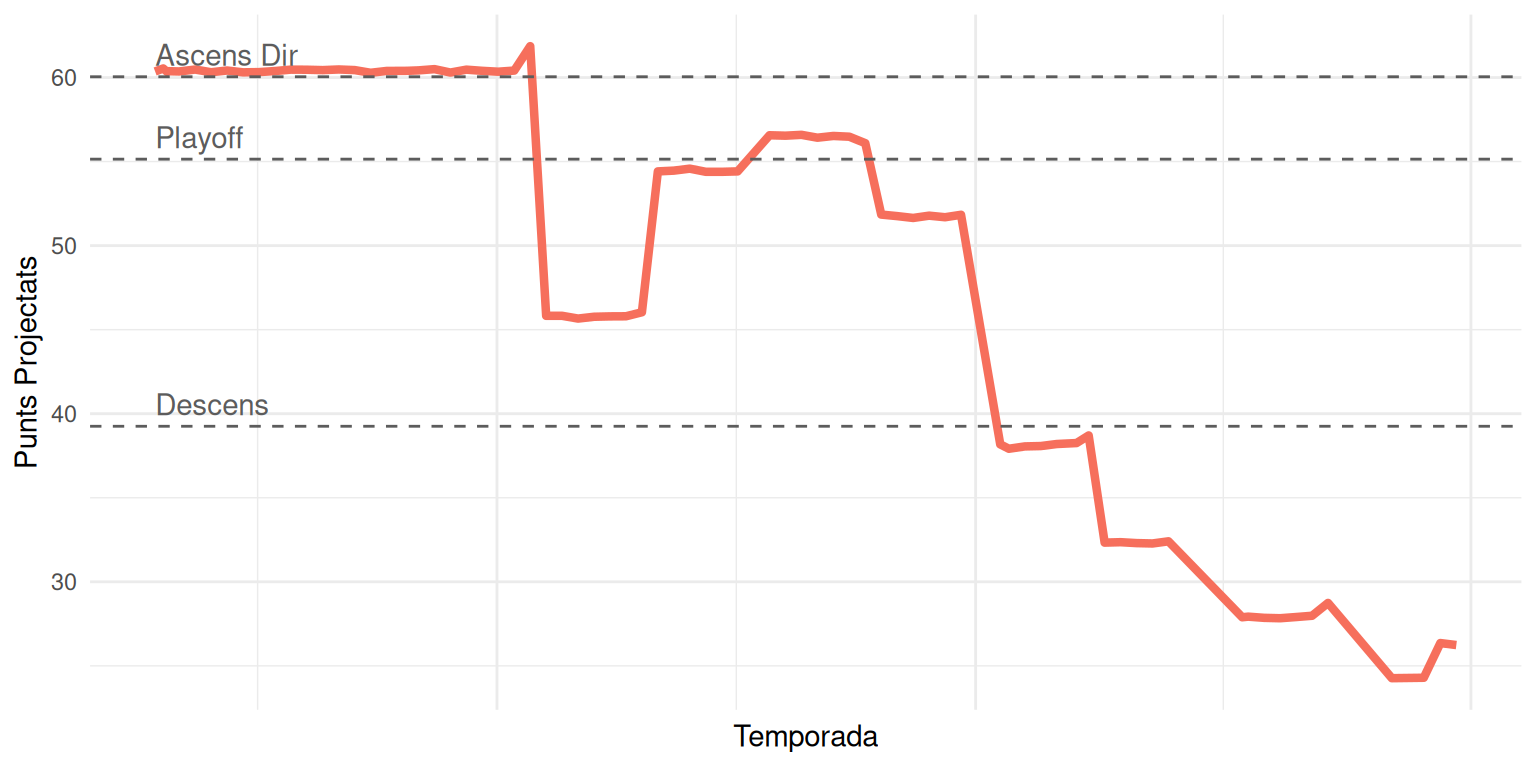 Ascens Dir
60
Playoff
50
Descens
40
30
Punts Projectats
Temporada